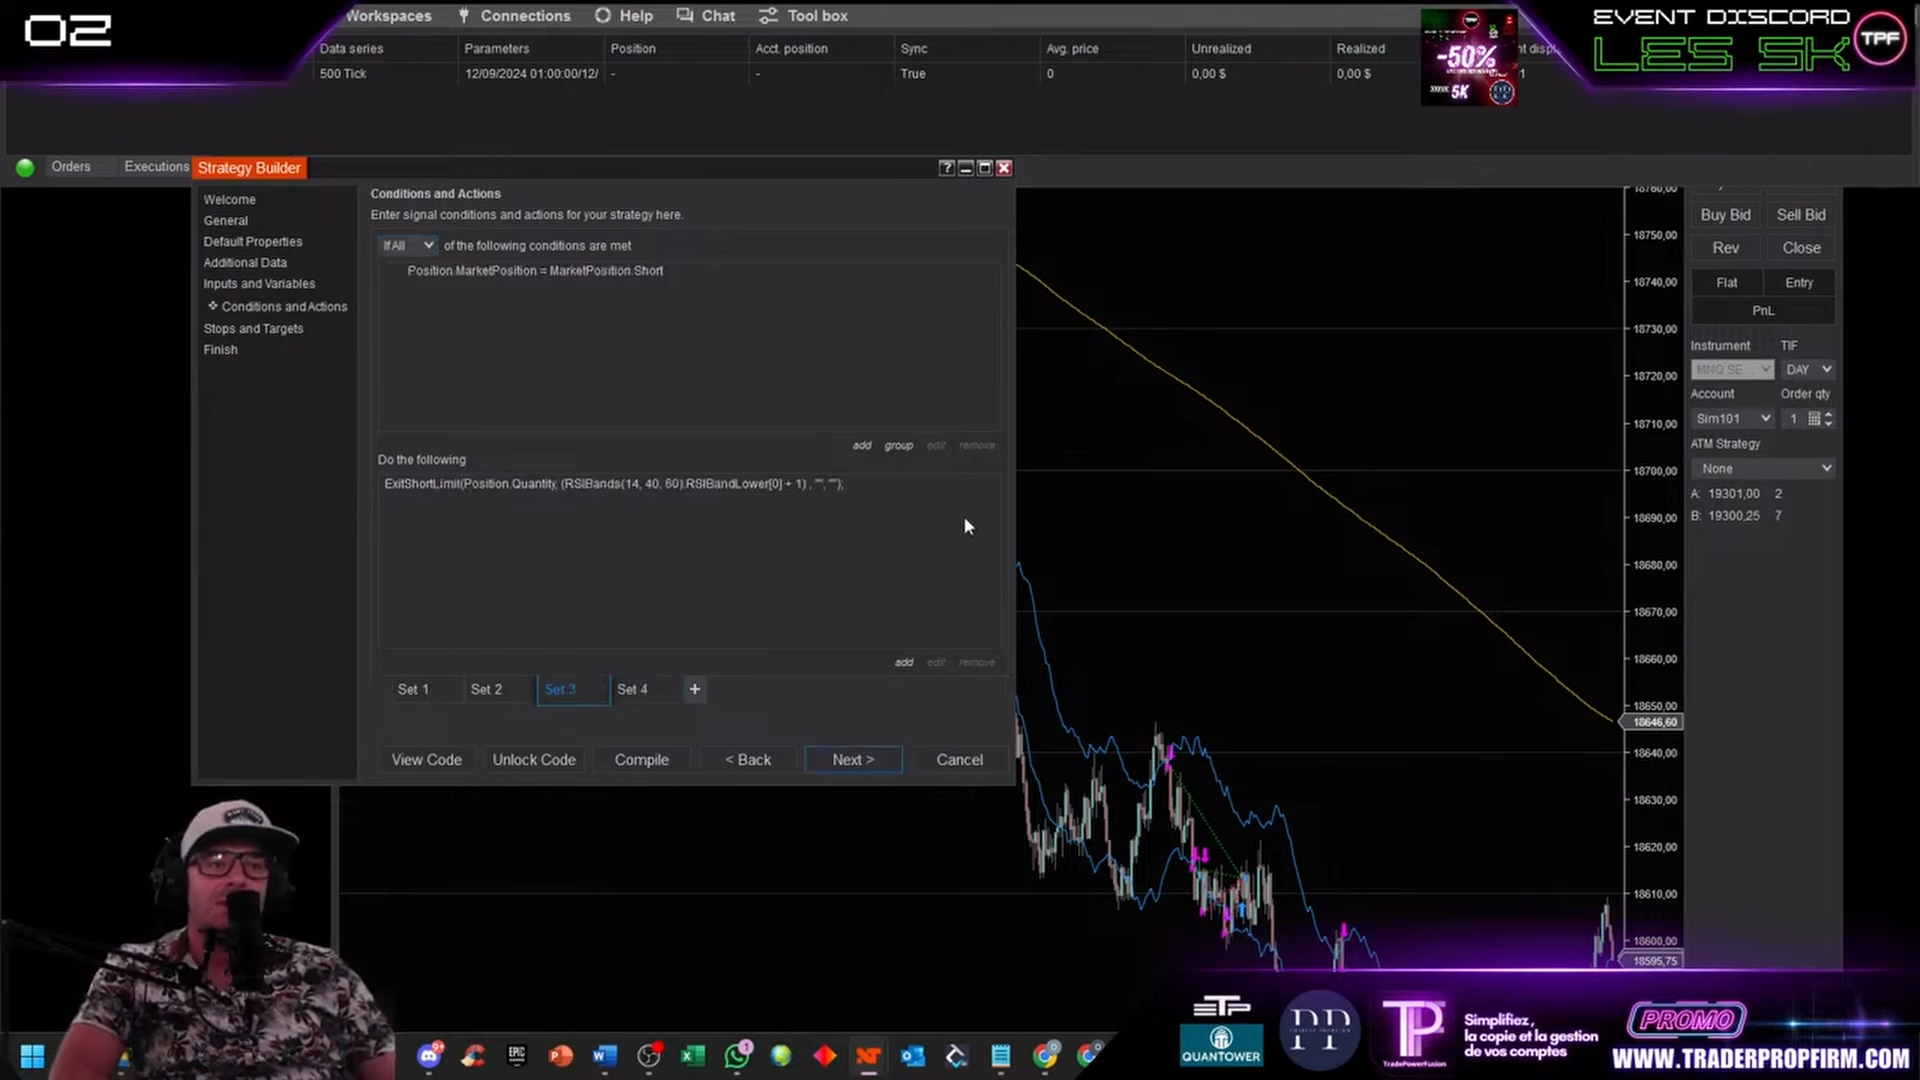 02
Workspaces Connections Help Chat Tool box
EVENT DISCORD
LES 5K
TPF
-50%
5K
Data series Parameters Position Acct. position Sync Avg. price Unrealized Realized
500 Tick 12/09/2024 01:00:00/12/ - - True 0 0,00 $ 0,00 $
Orders Executions
Strategy Builder
Welcome
General
Default Properties
Additional Data
Inputs and Variables
Conditions and Actions
Stops and Targets
Finish
Conditions and Actions
Enter signal conditions and actions for your strategy here.
If All of the following conditions are met
Position.MarketPosition = MarketPosition.Short
add group edit remove
Do the following
ExitShortLimit(Position.Quantity, (RSIBands(14, 40, 60).RSIBandLower[0] + 1) , "", "");
add edit remove
Set 1 Set 2 Set 3 Set 4 +
View Code Unlock Code Compile < Back Next > Cancel
18760,00
18750,00
18740,00
18730,00
18720,00
18710,00
18700,00
18690,00
18680,00
18670,00
18660,00
18650,00
18646,60
18640,00
18630,00
18620,00
18610,00
18600,00
18595,75
Buy Bid Sell Bid
Rev Close
Flat Entry
PnL
Instrument TIF
MNQ SE... DAY
Account Order qty
Sim101 1
ATM Strategy
None
A: 19301,00 2
B: 19300,25 7
QUANTOWER
PP
TradePowerFusion
Simplifiez,
la copie et la gestion
de vos comptes
PROMO
WWW.TRADERPROPFIRM.COM